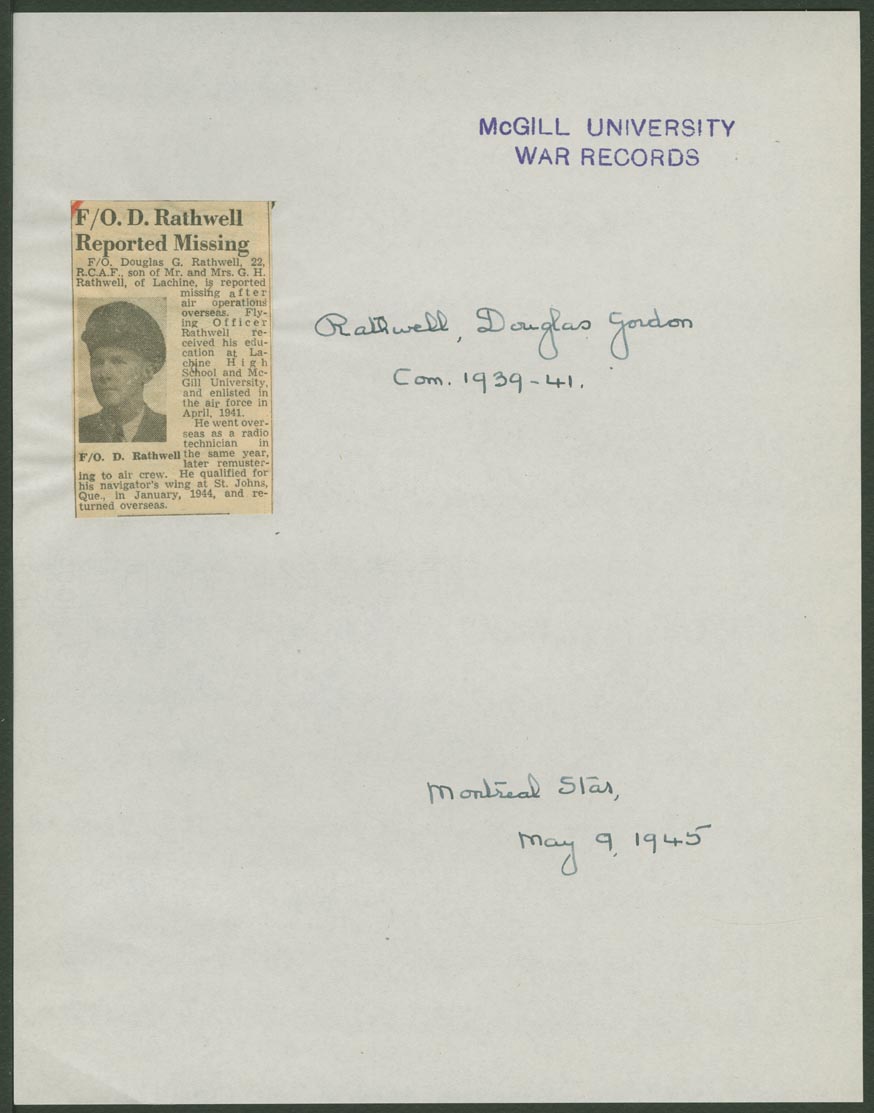 McGILL UNIVERSITY
WAR RECORDS
F/O. D. Rathwell
Reported Missing
F/O. Douglas G. Rathwell, 22,
R.C.A.F., son of Mr. and Mrs. G. H.
Rathwell, of Lachine, is reported
missing after
air operations
overseas. Fly-
ing Officer
Rathwell re-
ceived his edu-
cation at La-
chine High
School and Mc-
Gill University,
and enlisted in
the air force in
April, 1941.
He went over-
seas as a radio
technician in
the same year,
later remuster-
ing to air crew. He qualified for
his navigator's wing at St. Johns,
Que., in January, 1944, and re-
turned overseas.
F/O. D. Rathwell
Rathwell, Douglas Gordon
Com. 1939-41.
Montreal Star,
May 9, 1945